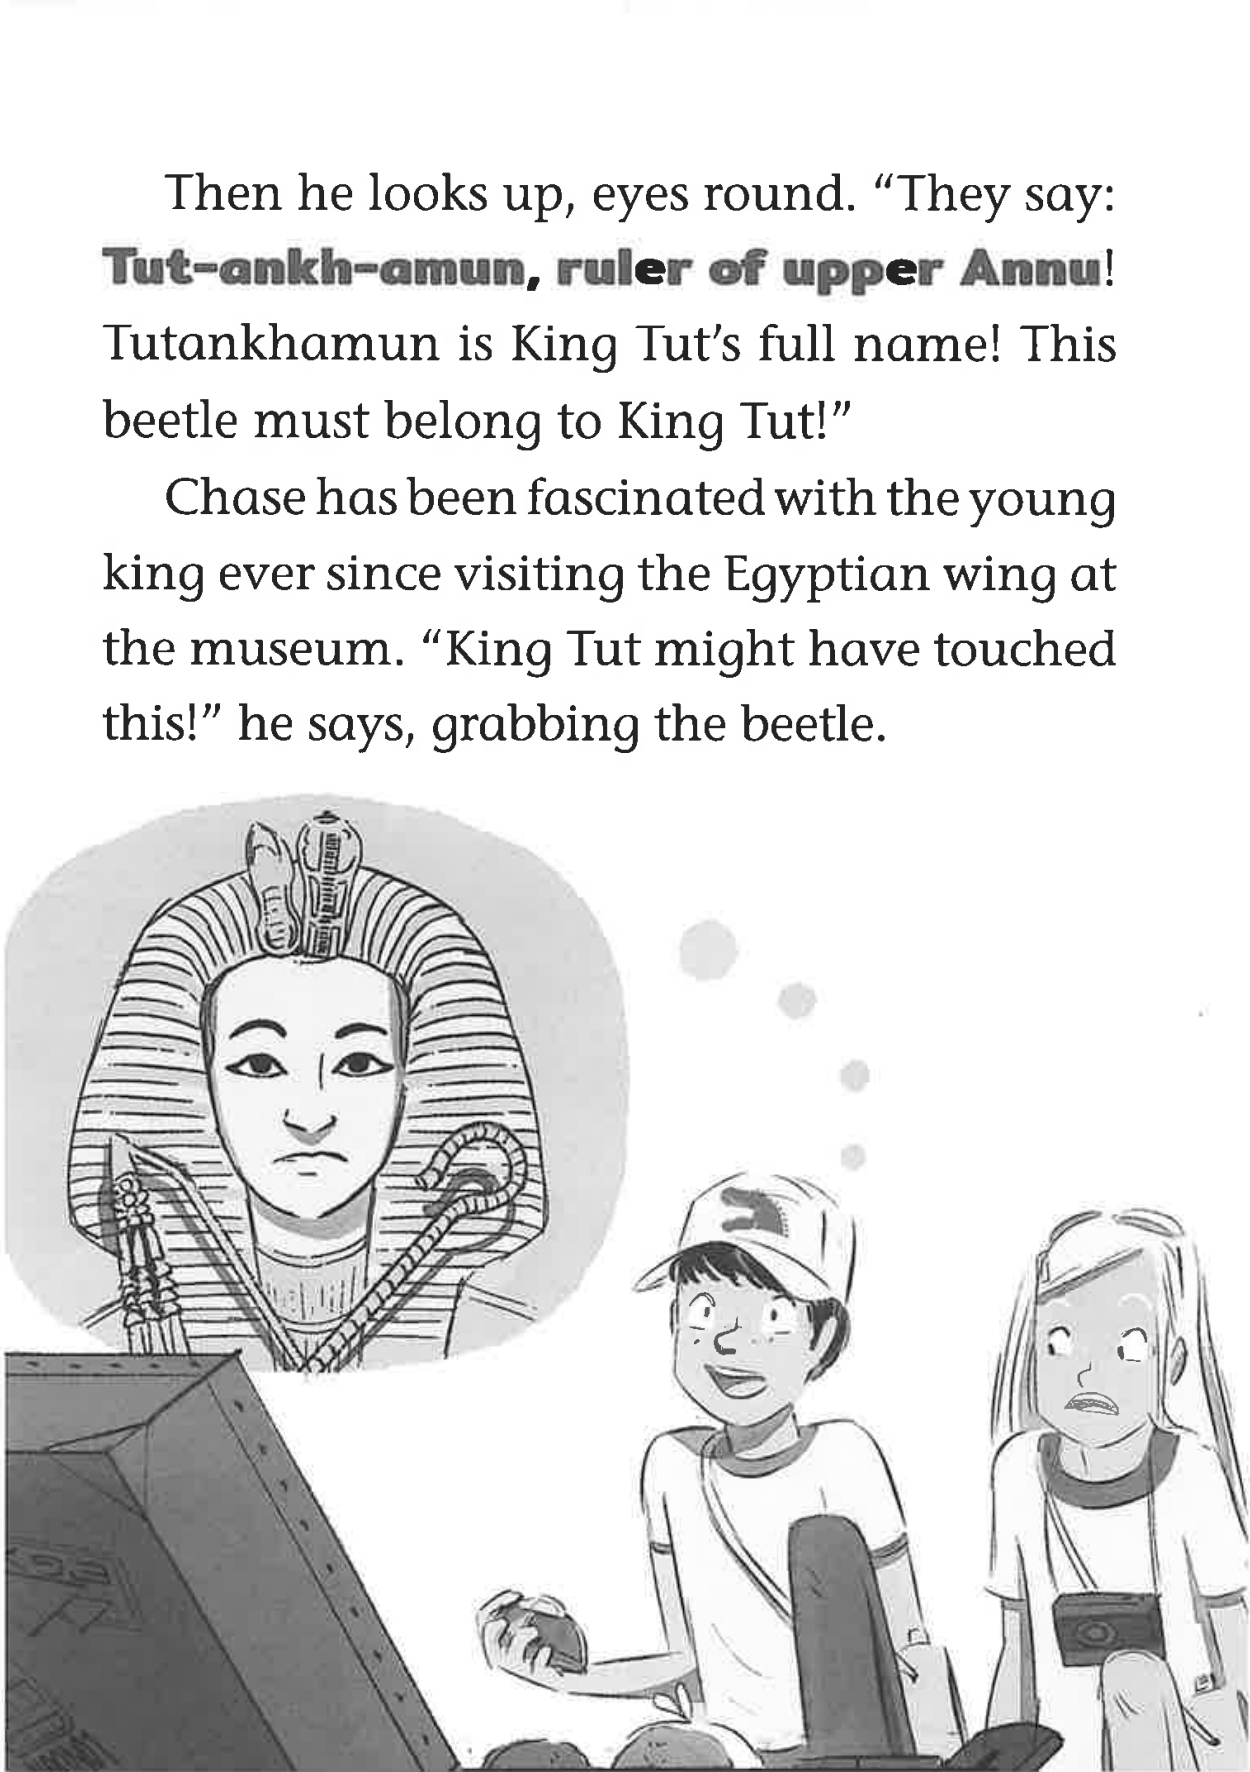 Then he looks up, eyes round. “They say:
Tut-ankh-amun, ruler of upper Annu!
Tutankhamun is King Tut’s full name! This
beetle must belong to King Tut!”
Chase has been fascinated with the young
king ever since visiting the Egyptian wing at
the museum. “King Tut might have touched
this!” he says, grabbing the beetle.